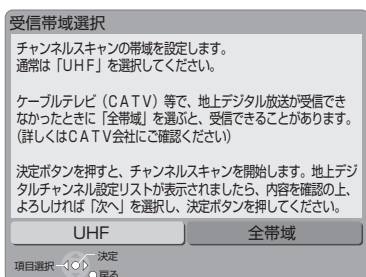 受信帯域選択
チャンネルスキャンの帯域を設定します。
通常は「UHF」を選択してください。
ケーブルテレビ（CATV）等で、地上デジタル放送が受信でき
なかったときに「全帯域」を選ぶと、受信できることがあります。
(詳しくはCATV会社にご確認ください)
決定ボタンを押すと、チャンネルスキャンを開始します。地上デジ
タルチャンネル設定リストが表示されましたら、内容を確認の上、
よろしければ「次へ」を選択し、決定ボタンを押してください。
UHF 全帯域
項目選択 決定
戻る